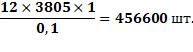 12 × 3805 × 1
0,1
= 456600 шт.